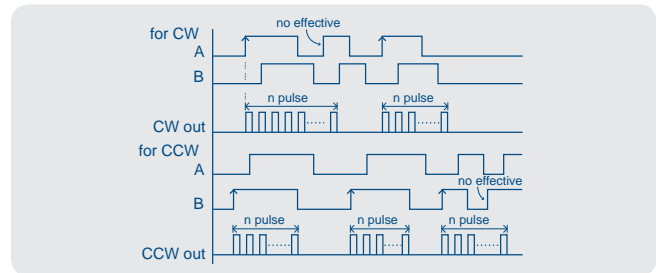 for CW
no effective
A
B
n pulse
n pulse
CW out
for CCW
A
no effective
B
n pulse
n pulse
n pulse
CCW out